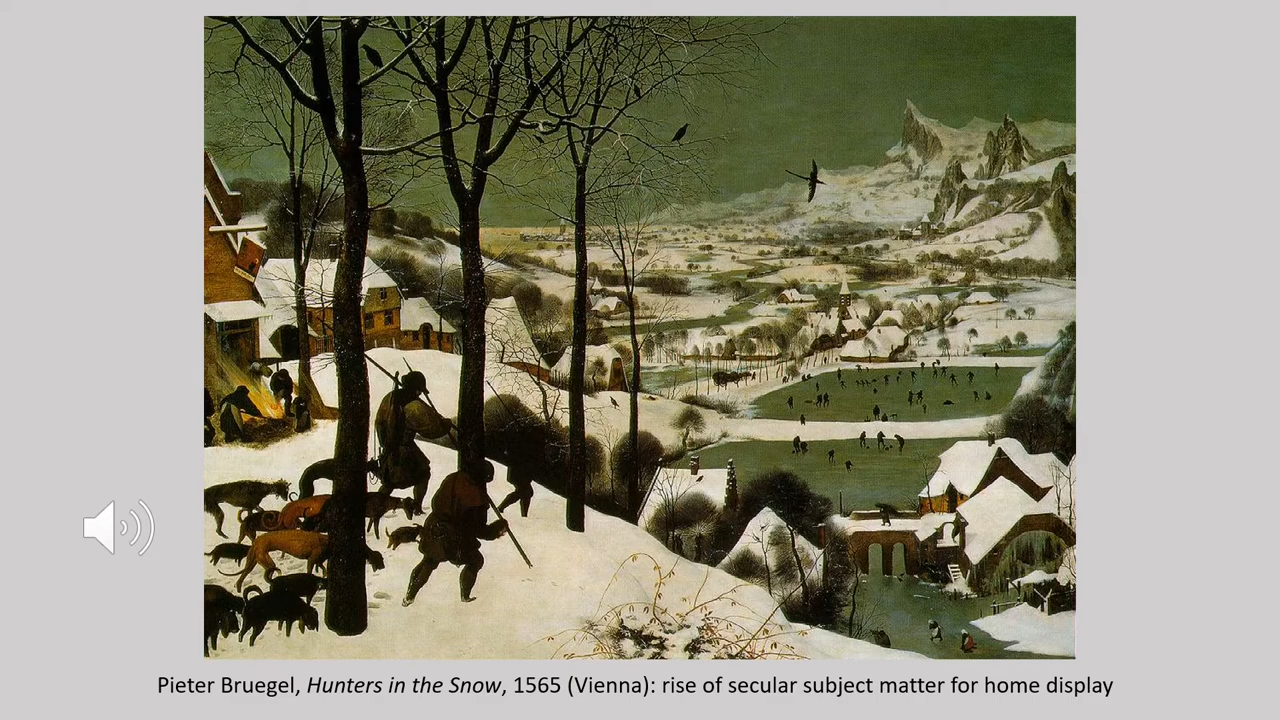 Pieter Bruegel, Hunters in the Snow, 1565 (Vienna): rise of secular subject matter for home display